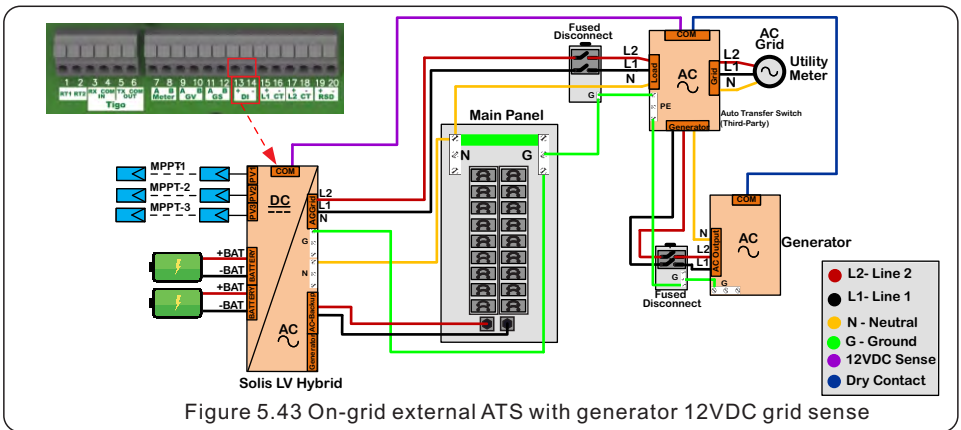 1 2 3 4 5 6 7 8 9 10 11 12 13 14 15 16 17 18 19 20
RT1 RT2 RX COM TX COM A B A B A B + - + - + - + -
IN OUT Meter GV GS DI L1 CT L2 CT RSD
Tigo
Fused
Disconnect
L2
L1
N
G
COM
Load
AC
Grid
PE
Generator
L2
L1
N
AC
Grid
Utility
Meter
Auto Transfer Switch
(Third-Party)
Main Panel
N
G
MPPT1
MPPT-2
MPPT-3
PV1
PV2
PV3
COM
DC
AC Grid
L2
L1
N
G
N
+BAT
-BAT
+BAT
-BAT
BATTERY
BATTERY
AC
AC-Backup
Generator
Solis LV Hybrid
COM
AC
AC Output
N
L2
L1
G
Generator
G
Fused
Disconnect
L2- Line 2
L1- Line 1
N - Neutral
G - Ground
12VDC Sense
Dry Contact
Figure 5.43 On-grid external ATS with generator 12VDC grid sense